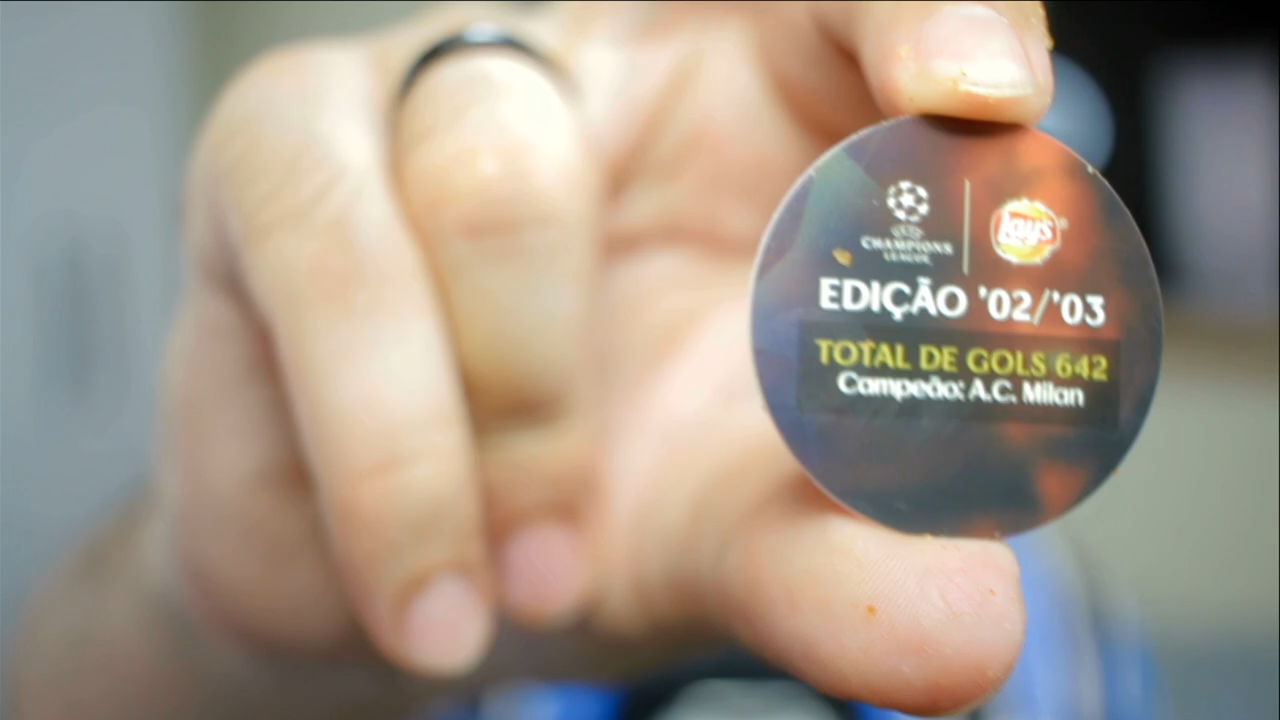 CHAMPIONS
LEAGUE
Lay's
EDIÇÃO '02/'03
TOTAL DE GOLS 642
Campeão: A.C. Milan